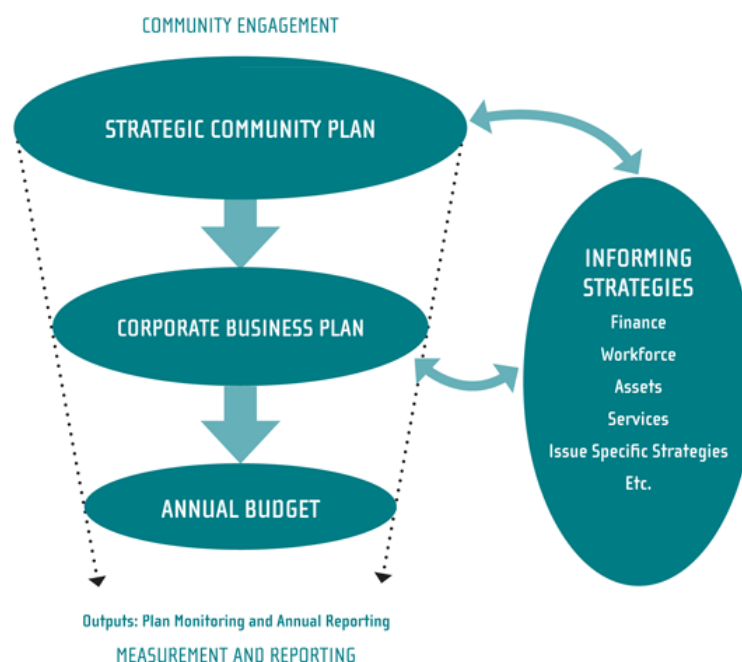 COMMUNITY ENGAGEMENT
STRATEGIC COMMUNITY PLAN
CORPORATE BUSINESS PLAN
ANNUAL BUDGET
INFORMING
STRATEGIES
Finance
Workforce
Assets
Services
Issue Specific Strategies
Etc.
Outputs: Plan Monitoring and Annual Reporting
MEASUREMENT AND REPORTING